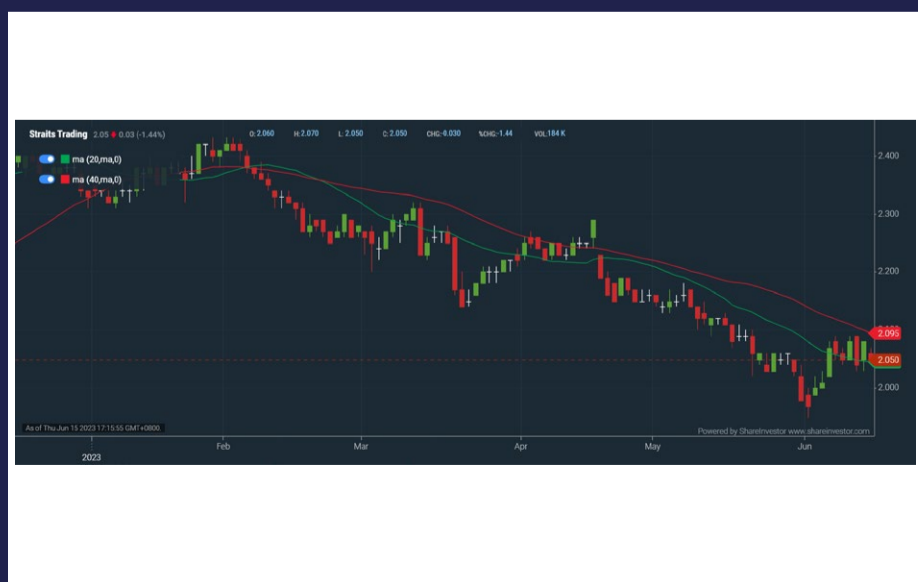 Straits Trading 2.05 0.03 (-1.44%) O: 2.060 H: 2.070 L: 2.050 C: 2.050 CHG:-0.030 %CHG:-1.44 VOL:184 K
ma (20,ma,0)
ma (40,ma,0)
2.400
2.300
2.200
2.095
2.050
2.000
As of Thu Jun 15 2023 17:15:55 GMT+0800.
Powered by ShareInvestor www.shareinvestor.com
Feb Mar Apr May Jun
2023